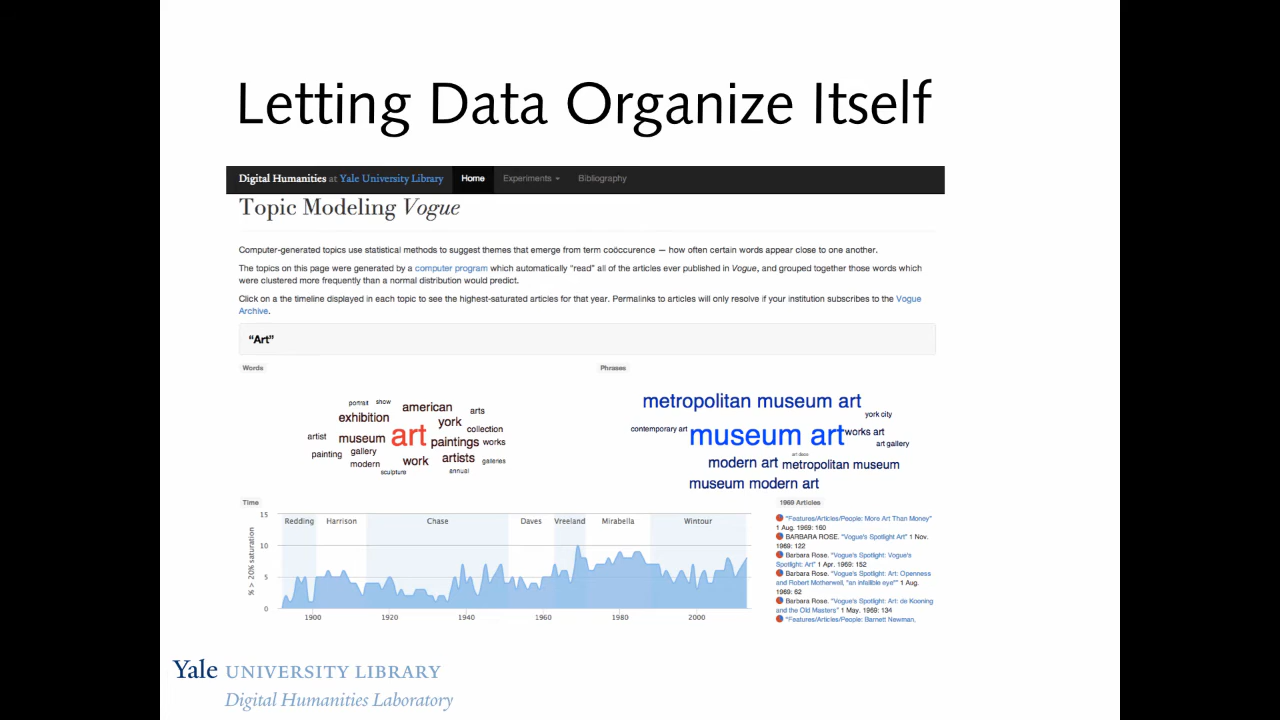 Letting Data Organize Itself
Digital Humanities at Yale University Library Home Experiments Bibliography
Topic Modeling Vogue
Computer-generated topics use statistical methods to suggest themes that emerge from term coöccurence — how often certain words appear close to one another.
The topics on this page were generated by a computer program which automatically "read" all of the articles ever published in Vogue, and grouped together those words which
were clustered more frequently than a normal distribution would predict.
Click on a the timeline displayed in each topic to see the highest-saturated articles for that year. Permalinks to articles will only resolve if your institution subscribes to the Vogue
Archive.
"Art"
Words
portrait show
american
arts
exhibition
york
collection
artist
museum
art
paintings
works
painting
gallery
modern
work
artists
galleries
sculpture
annual
Phrases
metropolitan museum art
york city
contemporary art
museum art
works art
art gallery
art deco
modern art
metropolitan museum
museum modern art
Time
% > 20% saturation
15
10
5
0
Redding Harrison Chase Daves Vreeland Mirabella Wintour
1900 1920 1940 1960 1980 2000
1969 Articles
"Features/Articles/People: More Art Than Money"
1 Aug. 1969: 160
BARBARA ROSE. "Vogue's Spotlight Art" 1 Nov.
1969: 122
Barbara Rose. "Vogue's Spotlight: Vogue's
Spotlight: Art" 1 Apr. 1969: 152
Barbara Rose. "Vogue's Spotlight: Art: Openness
and Robert Motherwell, "an infallible eye"" 1 Aug.
1969: 62
Barbara Rose. "Vogue's Spotlight: Art: de Kooning
and the Old Masters" 1 May. 1969: 134
"Features/Articles/People: Barnett Newman.
Yale UNIVERSITY LIBRARY
Digital Humanities Laboratory